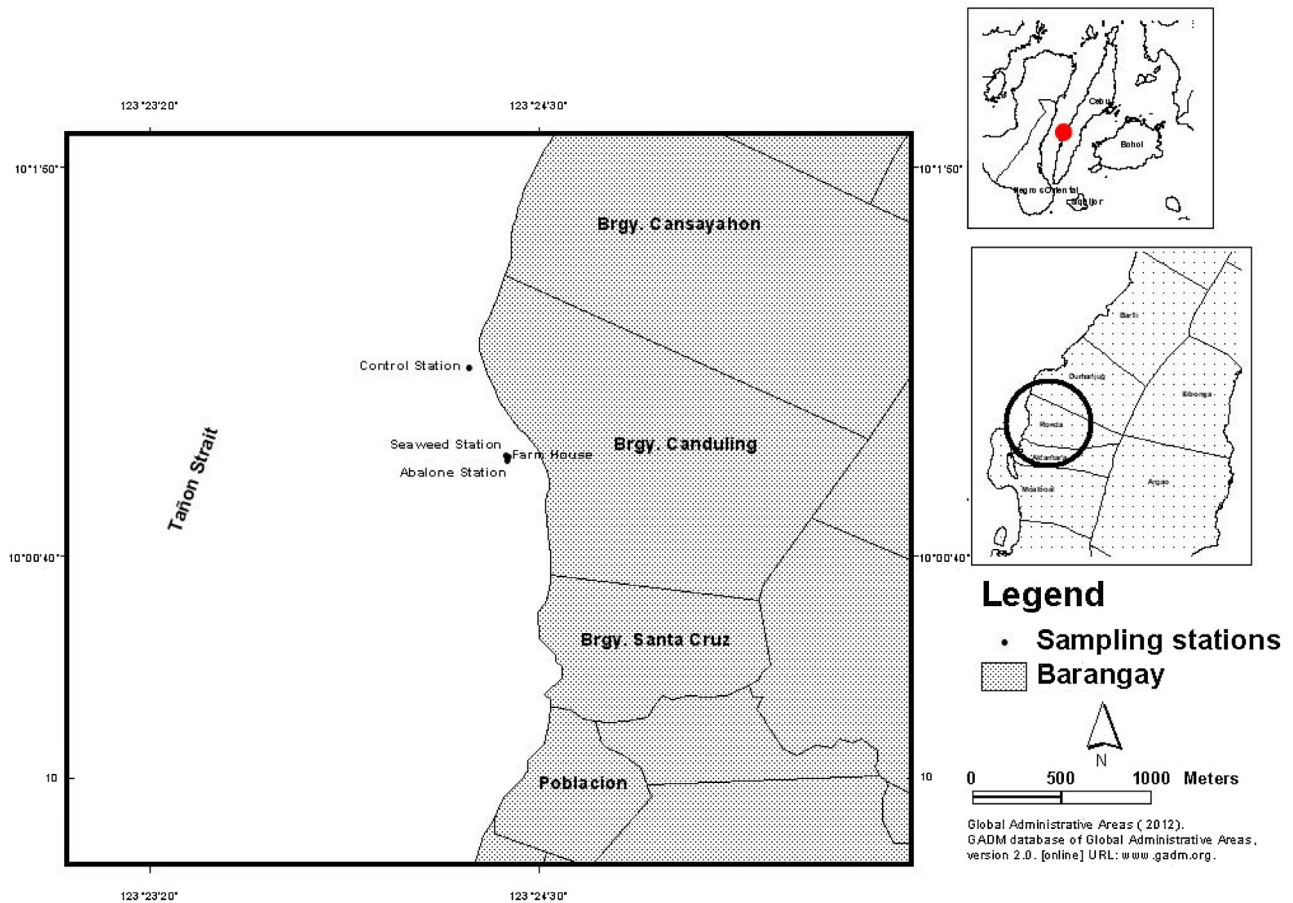 123°23'20"
123°24'30"
10°1'50"
10°1'50"
Brgy. Cansayahon
Control Station
Brgy. Canduling
Seaweed Station
Farm House
Abalone Station
Tañon Strait
10°00'40"
10°00'40"
Brgy. Santa Cruz
10
10
Poblacion
123°23'20"
123°24'30"
Cebu
Bohol
Negros Oriental
Barili
Dumanjug
Sibonga
Ronda
Alcantara
Argao
Moalboal
Legend
Sampling stations
Barangay
N
0 500 1000 Meters
Global Administrative Areas ( 2012).
GADM database of Global Administrative Areas,
version 2.0. [online] URL: www.gadm.org.